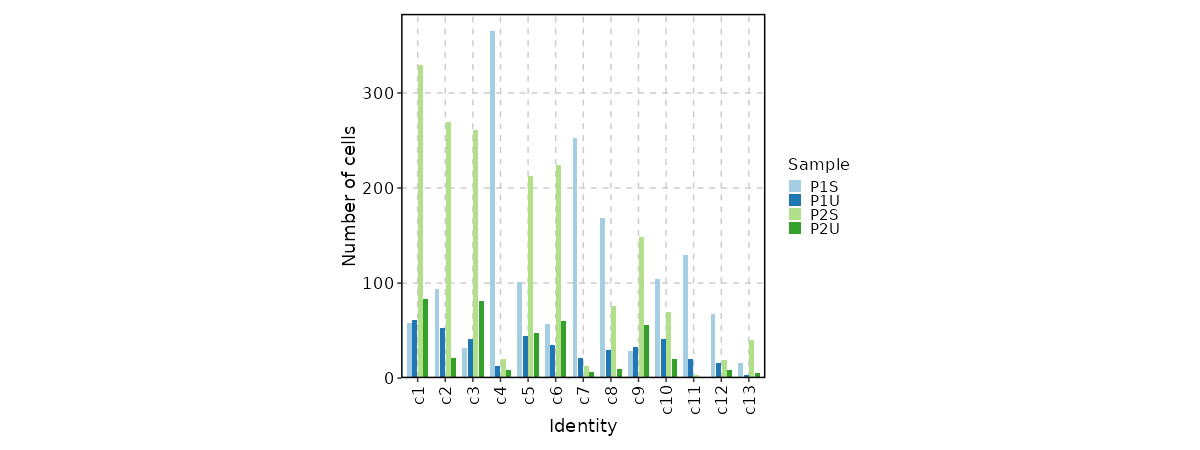 Number of cells
300
200
100
0
c1 c2 c3 c4 c5 c6 c7 c8 c9 c10 c11 c12 c13
Identity
Sample
P1S
P1U
P2S
P2U